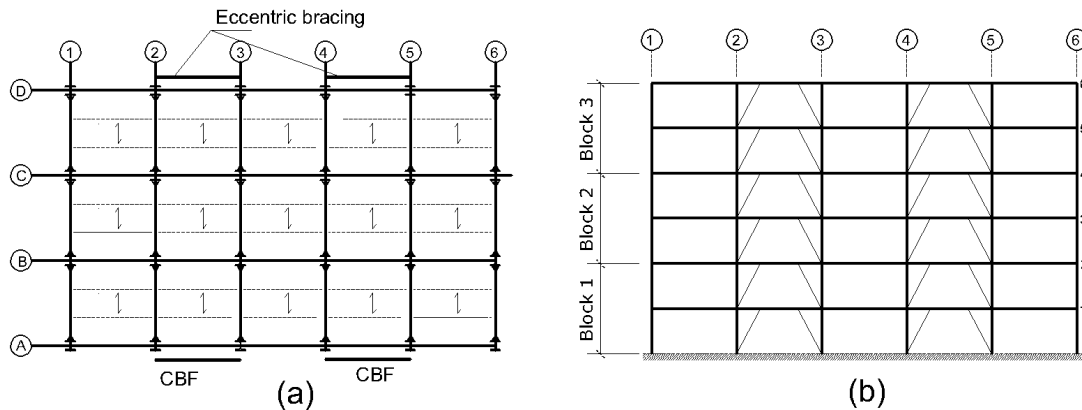 Eccentric bracing
1 2 3 4 5 6
D
C
B
A
CBF CBF
(a)
1 2 3 4 5 6
Block 3
Block 2
Block 1
(b)